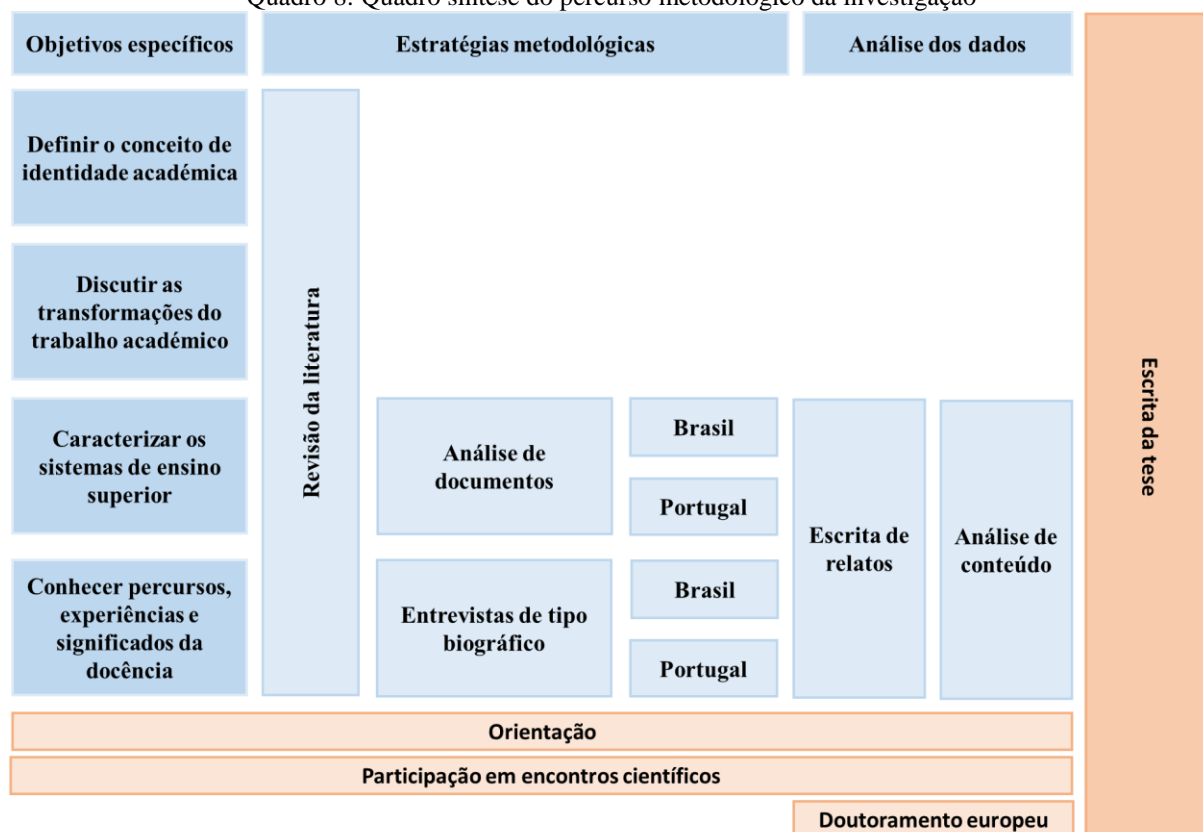 Quadro 8: Quadro síntese do percurso metodológico da investigação
Objetivos específicos
Estratégias metodológicas
Análise dos dados
Definir o conceito de
identidade académica
Discutir as
transformações do
trabalho académico
Caracterizar os
sistemas de ensino
superior
Conhecer percursos,
experiências e
significados da
docência
Revisão da literatura
Análise de
documentos
Brasil
Portugal
Entrevistas de tipo
biográfico
Brasil
Portugal
Escrita de
relatos
Análise de
conteúdo
Escrita da tese
Orientação
Participação em encontros científicos
Doutoramento europeu